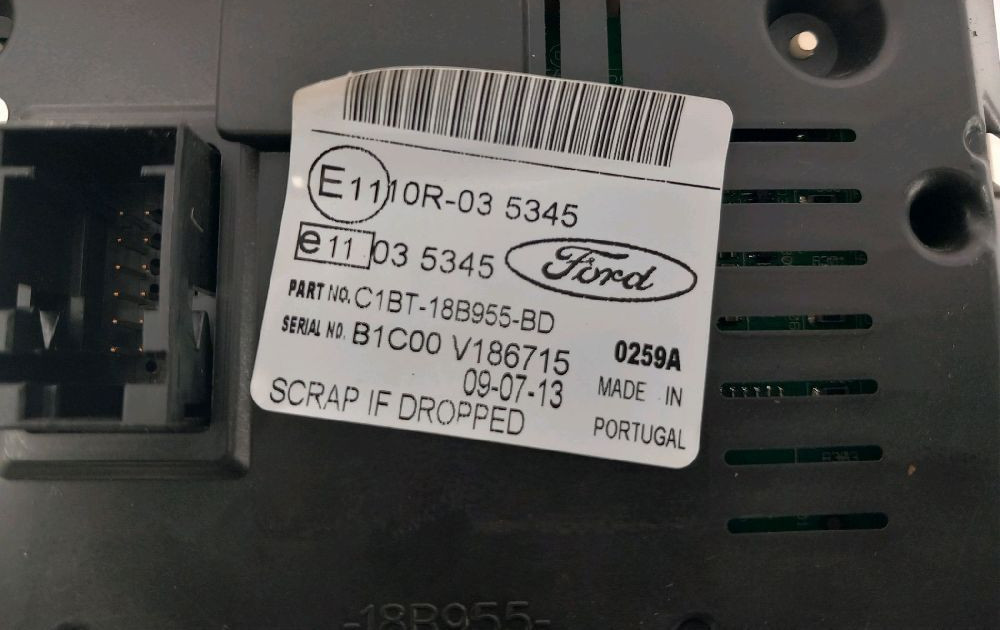 E11 10R-03 5345
e11 03 5345 Ford
PART NO. C1BT-18B955-BD
SERIAL NO. B1C00 V186715 0259A
09-07-13 MADE IN
SCRAP IF DROPPED PORTUGAL
-18B955-